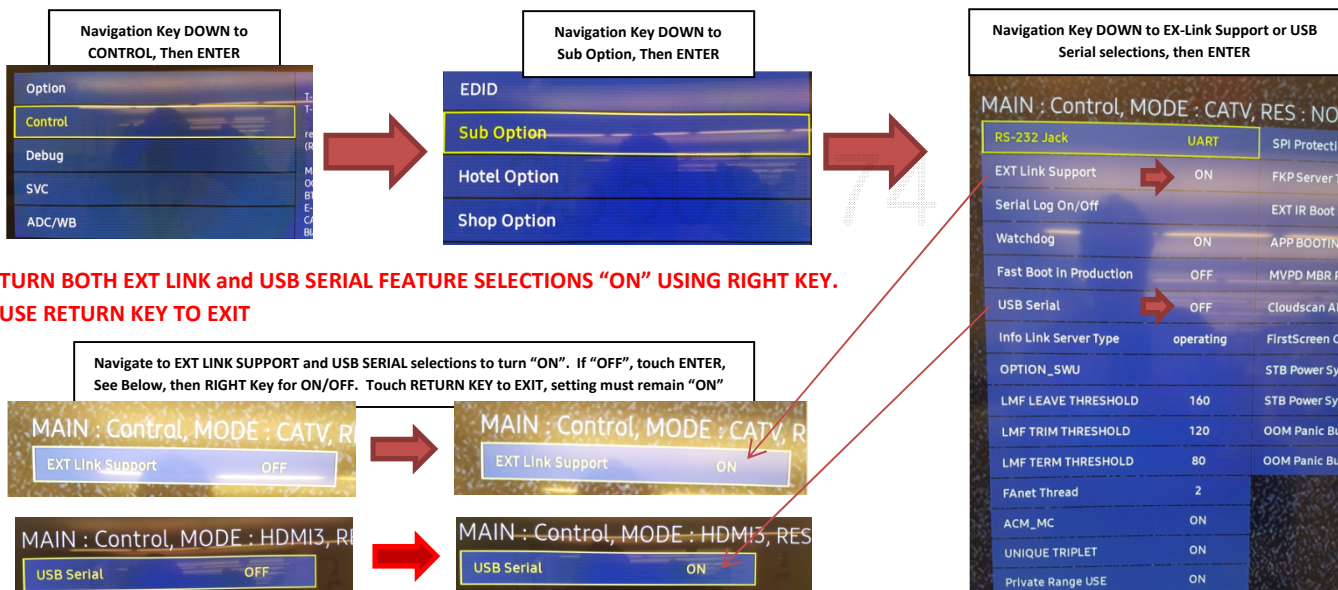 Navigation Key DOWN to
CONTROL, Then ENTER
Option
Control
Debug
SVC
ADC/WB
Navigation Key DOWN to
Sub Option, Then ENTER
EDID
Sub Option
Hotel Option
Shop Option
Navigation Key DOWN to EX-Link Support or USB
Serial selections, then ENTER
MAIN : Control, MODE : CATV, RES : NO
RS-232 Jack UART SPI Protecti
EXT Link Support ON FKP Server T
Serial Log On/Off EXT IR Boot
Watchdog ON APP BOOTIN
Fast Boot in Production OFF MVPD MBR
USB Serial OFF Cloudscan
Info Link Server Type operating FirstScreen
OPTION_SWU STB Power Sy
LMF LEAVE THRESHOLD 160 STB Power Sy
LMF TRIM THRESHOLD 120 OOM Panic Bu
LMF TERM THRESHOLD 80 OOM Panic Bu
FAnet Thread 2
ACM_MC ON
UNIQUE TRIPLET ON
Private Range USE ON
TURN BOTH EXT LINK and USB SERIAL FEATURE SELECTIONS “ON” USING RIGHT KEY.
USE RETURN KEY TO EXIT
Navigate to EXT LINK SUPPORT and USB SERIAL selections to turn “ON”. If “OFF”, touch ENTER,
See Below, then RIGHT Key for ON/OFF. Touch RETURN KEY to EXIT, setting must remain “ON”
MAIN : Control, MODE : CATV, R
EXT Link Support OFF
MAIN : Control, MODE : CATV, R
EXT Link Support ON
MAIN : Control, MODE : HDMI3, RE
USB Serial OFF
MAIN : Control, MODE : HDMI3, RES
USB Serial ON